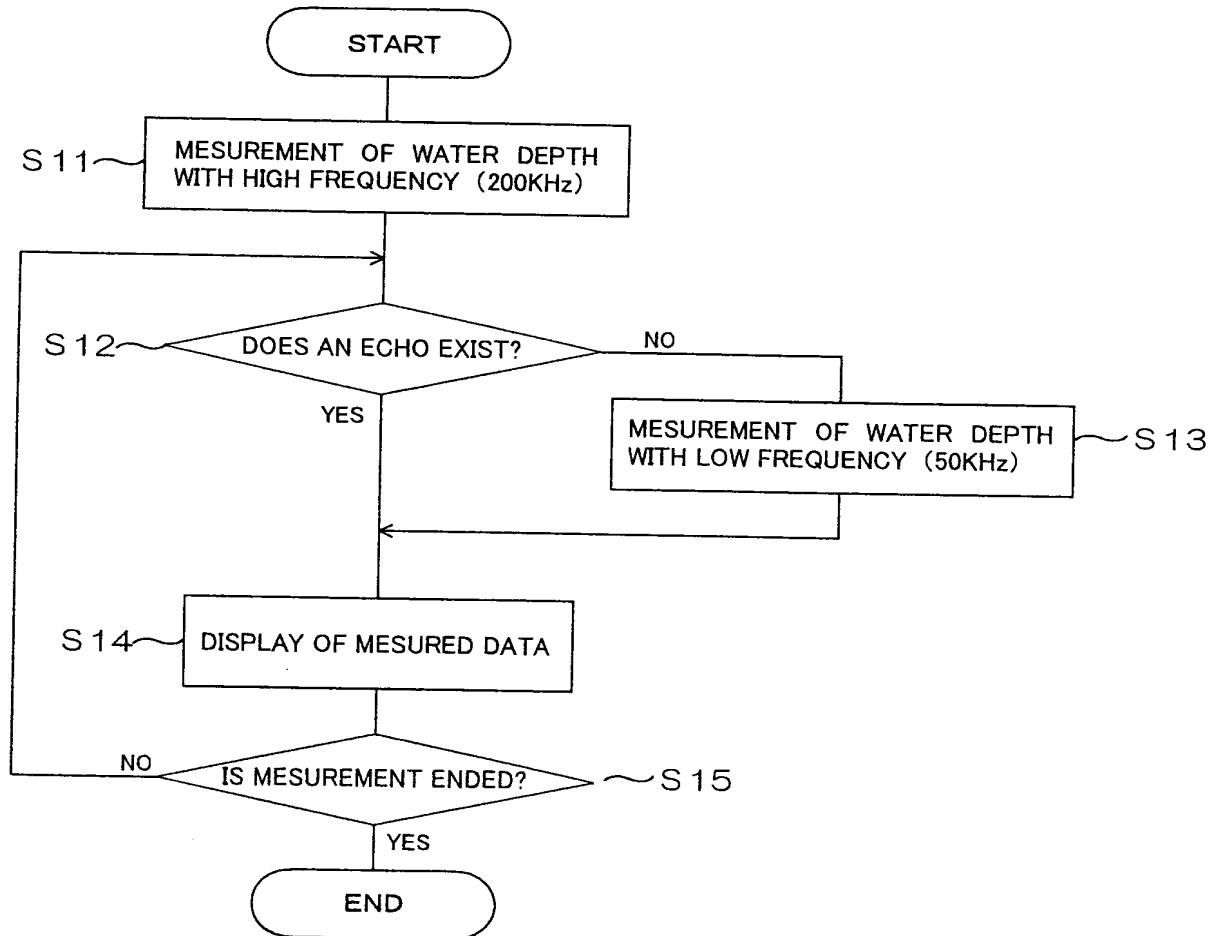 START
S11
MESUREMENT OF WATER DEPTH
WITH HIGH FREQUENCY (200KHz)
S12
DOES AN ECHO EXIST?
NO
YES
MESUREMENT OF WATER DEPTH
WITH LOW FREQUENCY (50KHz)
S13
S14
DISPLAY OF MESURED DATA
NO
IS MESUREMENT ENDED?
S15
YES
END